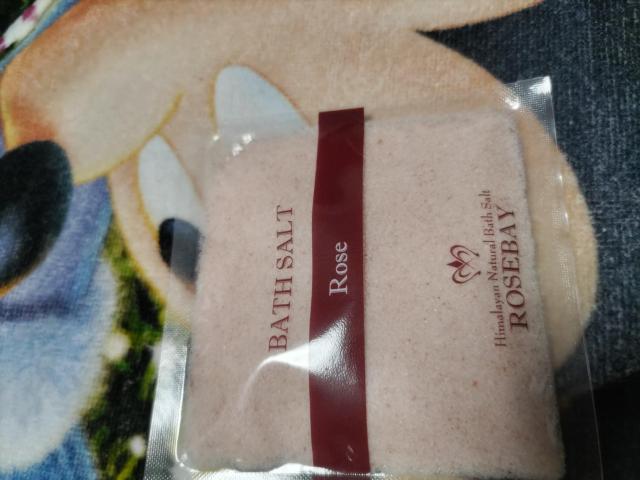 BATH SALT
Rose
Himalayan Natural Bath Salt
ROSEBAY